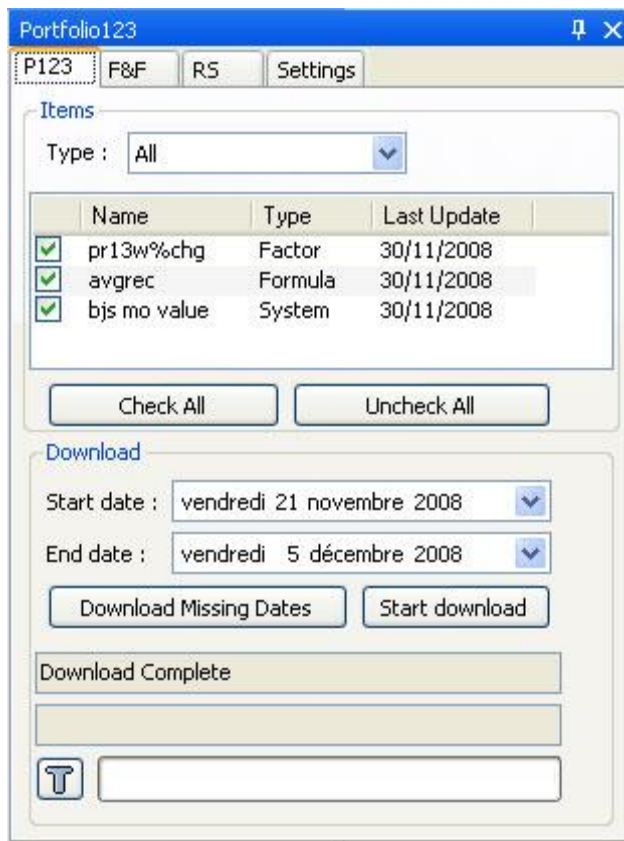 Portfolio123
P123 F&F RS Settings
Items
Type : All
Name Type Last Update
pr13w%chg Factor 30/11/2008
avgrec Formula 30/11/2008
bjs mo value System 30/11/2008
Check All Uncheck All
Download
Start date : vendredi 21 novembre 2008
End date : vendredi 5 décembre 2008
Download Missing Dates Start download
Download Complete
T